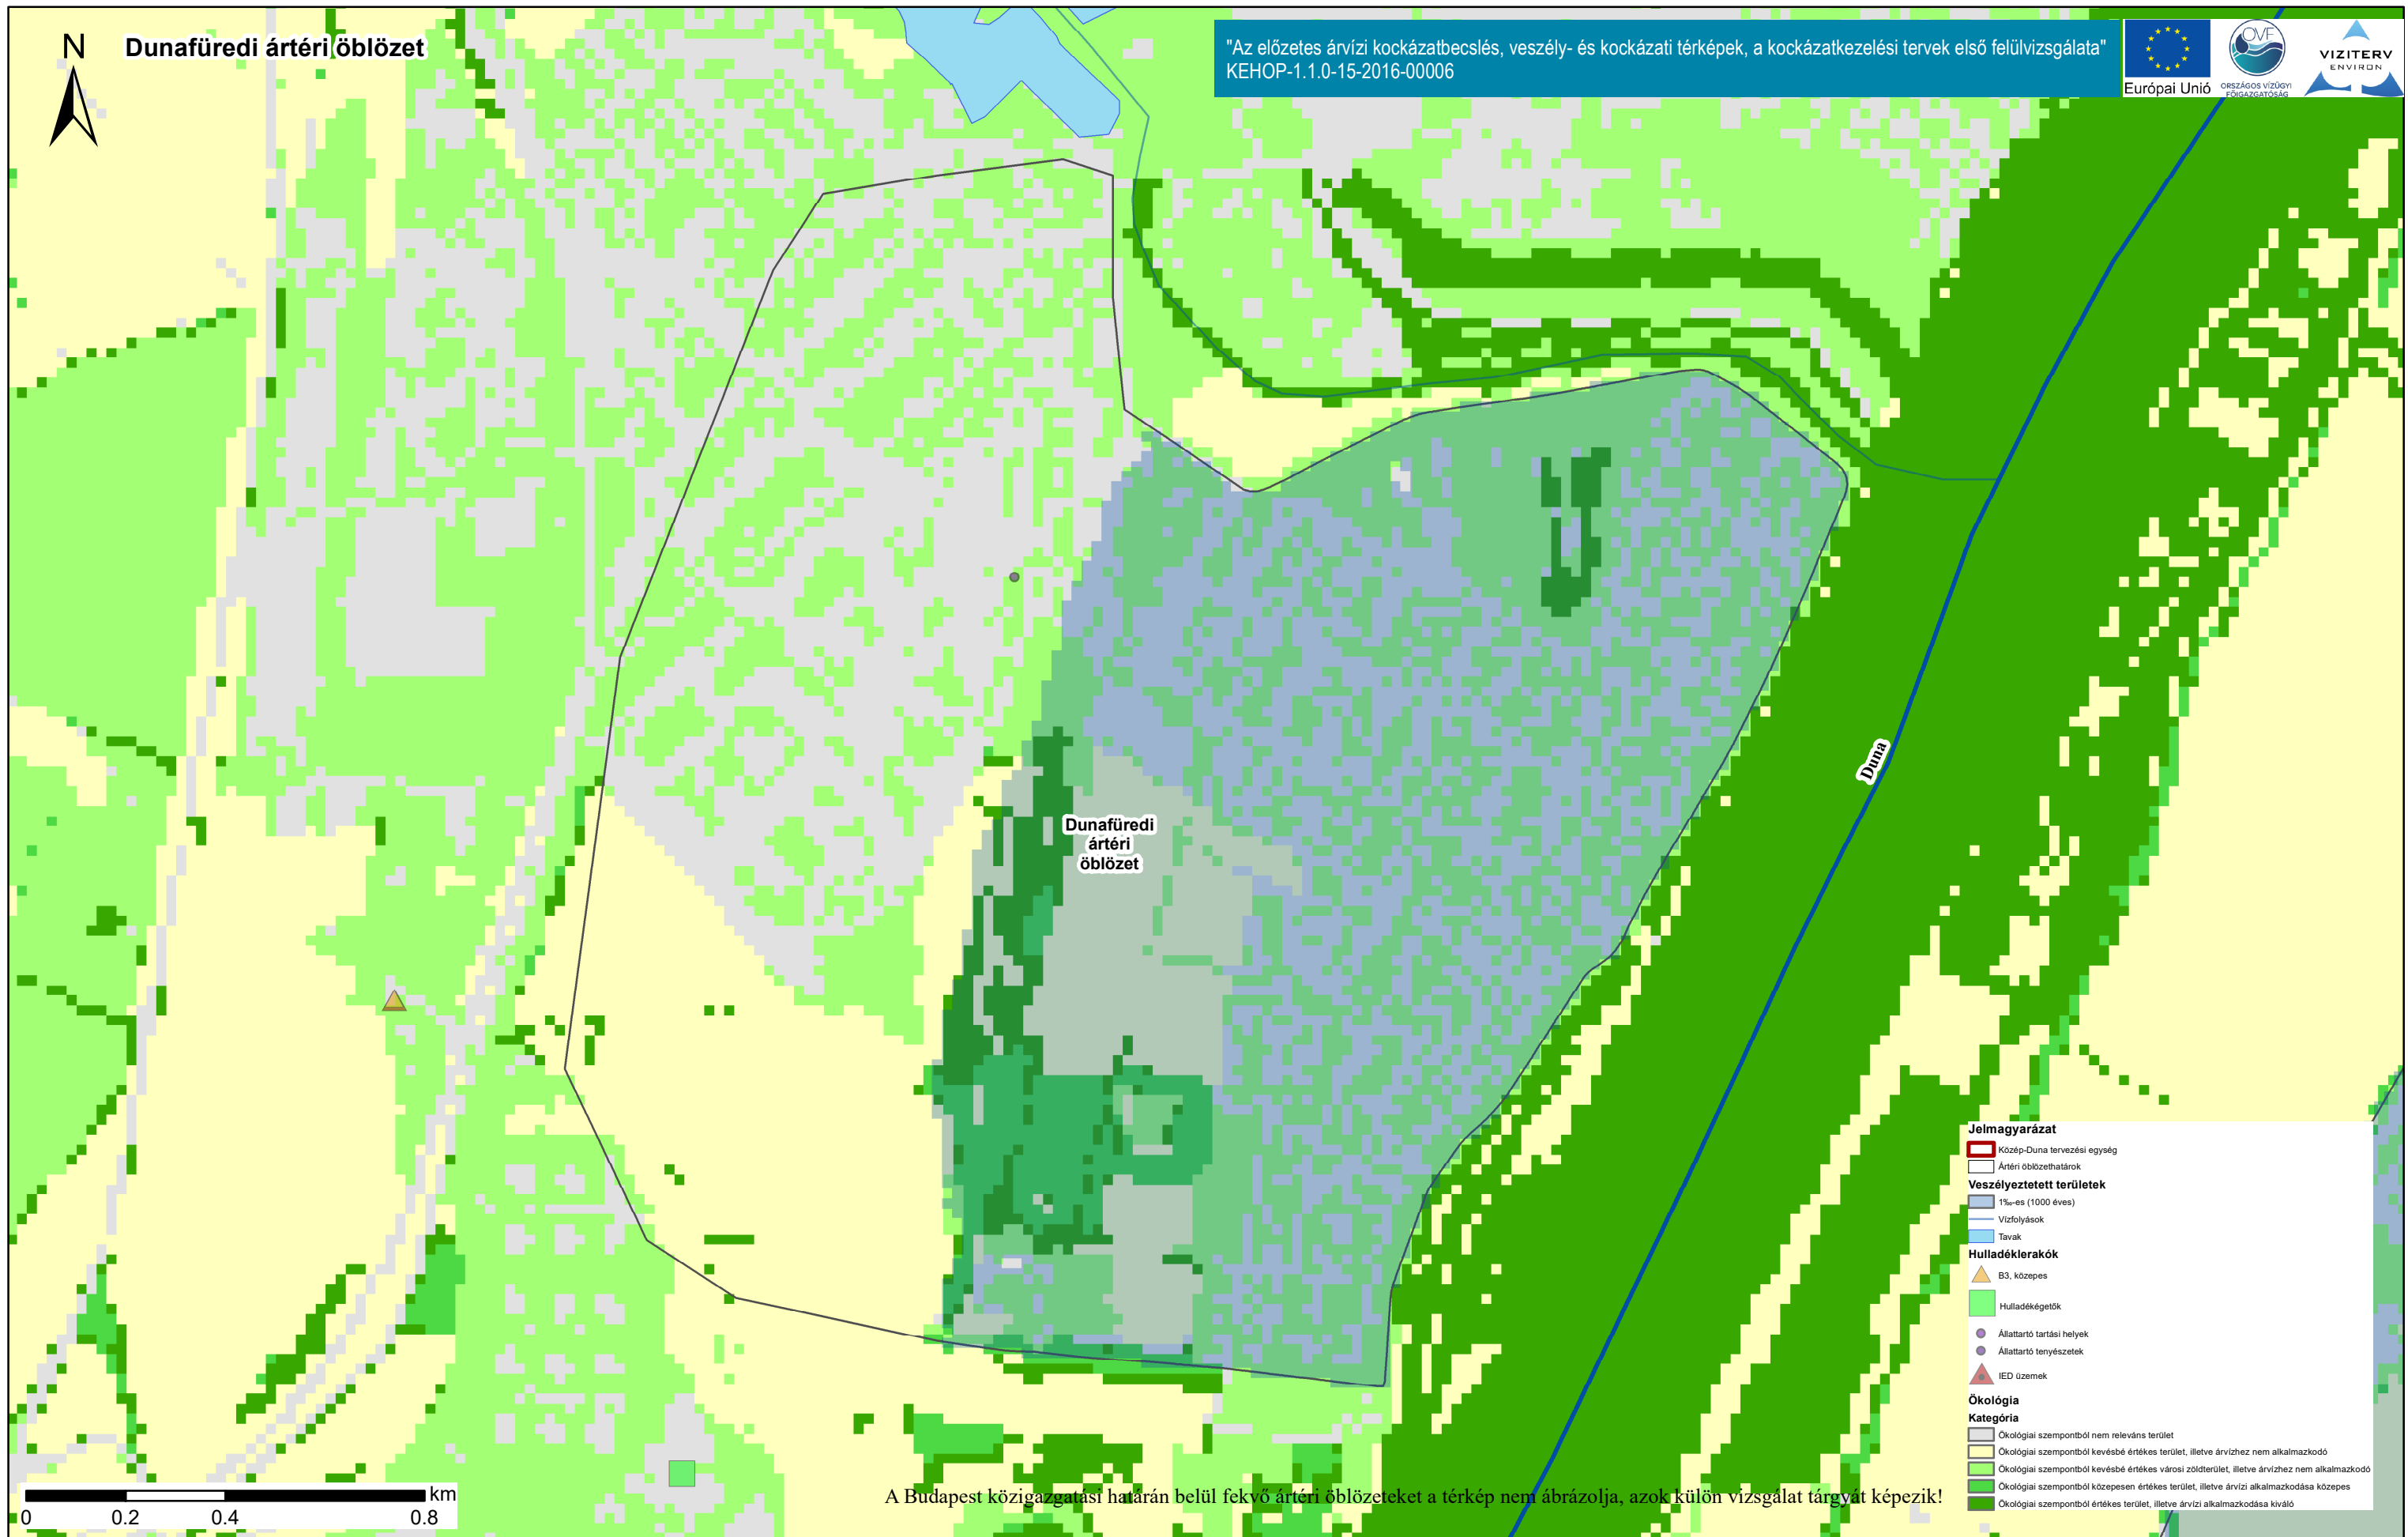 N
Dunafüredi ártéri öblözet
"Az előzetes árvízi kockázatbecslés, veszély- és kockázati térképek, a kockázatkezelési tervek első felülvizsgálata"
KEHOP-1.1.0-15-2016-00006
Európai Unió
OVF
ORSZÁGOS VÍZÜGYI
FŐIGAZGATÓSÁG
VIZITERV
ENVIRON
Duna
Dunafüredi
ártéri
öblözet
Jelmagyarázat
Közép-Duna tervezési egység
Ártéri öblözethatárok
Veszélyeztetett területek
1‰-es (1000 éves)
Vízfolyások
Tavak
Hulladéklerakók
B3, közepes
Hulladékégetők
Állattartó tartási helyek
Állattartó tenyészetek
IED üzemek
Ökológia
Kategória
Ökológiai szempontból nem releváns terület
Ökológiai szempontból kevésbé értékes terület, illetve árvízhez nem alkalmazkodó
Ökológiai szempontból kevésbé értékes városi zöldterület, illetve árvízhez nem alkalmazkodó
Ökológiai szempontból közepesen értékes terület, illetve árvízi alkalmazkodása közepes
Ökológiai szempontból értékes terület, illetve árvízi alkalmazkodása kiváló
km
0 0.2 0.4 0.8
A Budapest közigazgatási határán belül fekvő ártéri öblözeteket a térkép nem ábrázolja, azok külön vizsgálat tárgyát képezik!